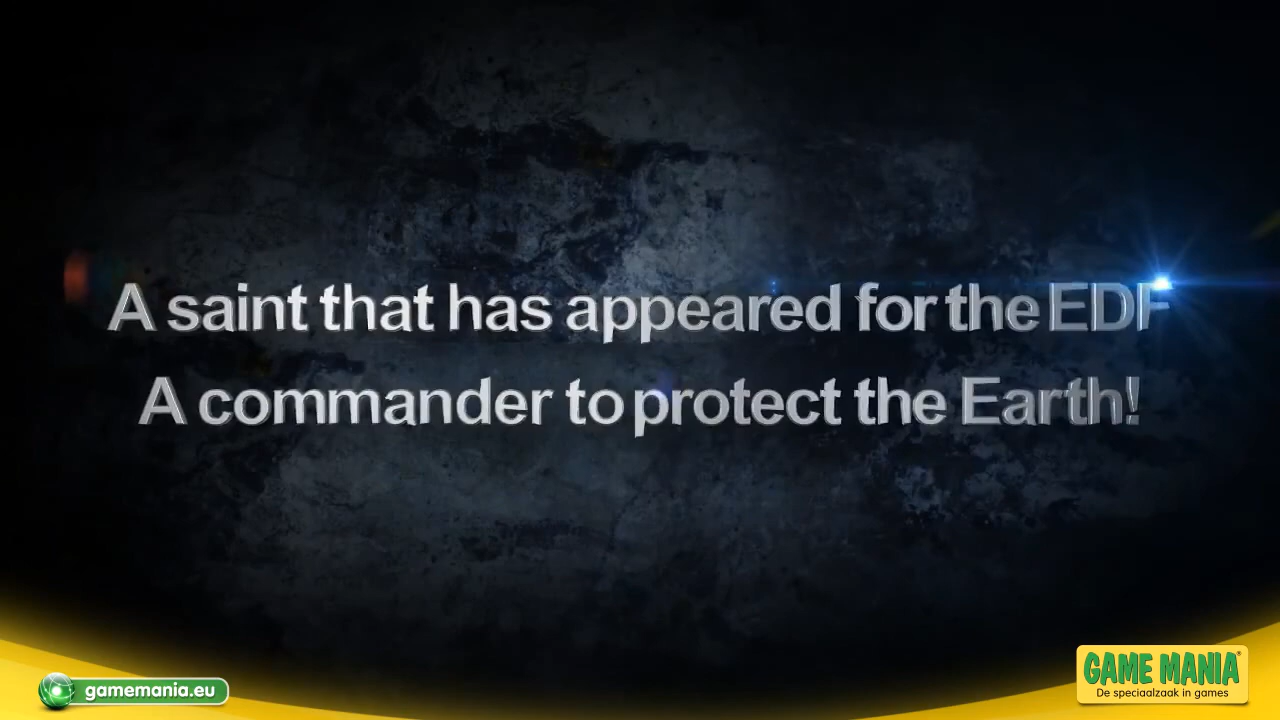 A saint that has appeared for the EDF
A commander to protect the Earth!
gamemania.eu
GAME MANIA®
De speciaalzaak in games